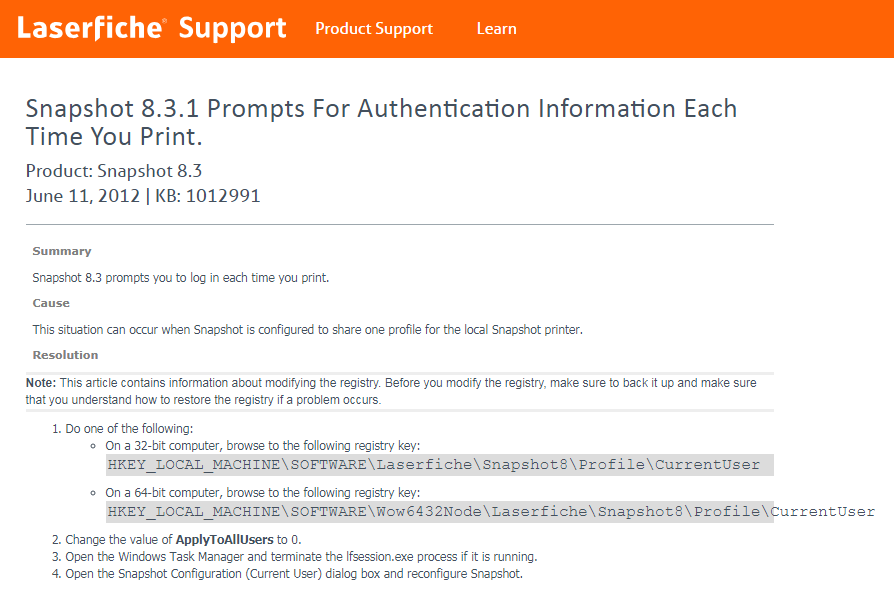 Laserfiche® Support Product Support Learn
Snapshot 8.3.1 Prompts For Authentication Information Each
Time You Print.
Product: Snapshot 8.3
June 11, 2012 | KB: 1012991
Summary
Snapshot 8.3 prompts you to log in each time you print.
Cause
This situation can occur when Snapshot is configured to share one profile for the local Snapshot printer.
Resolution
Note: This article contains information about modifying the registry. Before you modify the registry, make sure to back it up and make sure
that you understand how to restore the registry if a problem occurs.
1. Do one of the following:
◦ On a 32-bit computer, browse to the following registry key:
HKEY_LOCAL_MACHINE\SOFTWARE\Laserfiche\Snapshot8\Profile\CurrentUser
◦ On a 64-bit computer, browse to the following registry key:
HKEY_LOCAL_MACHINE\SOFTWARE\Wow6432Node\Laserfiche\Snapshot8\Profile\CurrentUser
2. Change the value of ApplyToAllUsers to 0.
3. Open the Windows Task Manager and terminate the lfsession.exe process if it is running.
4. Open the Snapshot Configuration (Current User) dialog box and reconfigure Snapshot.